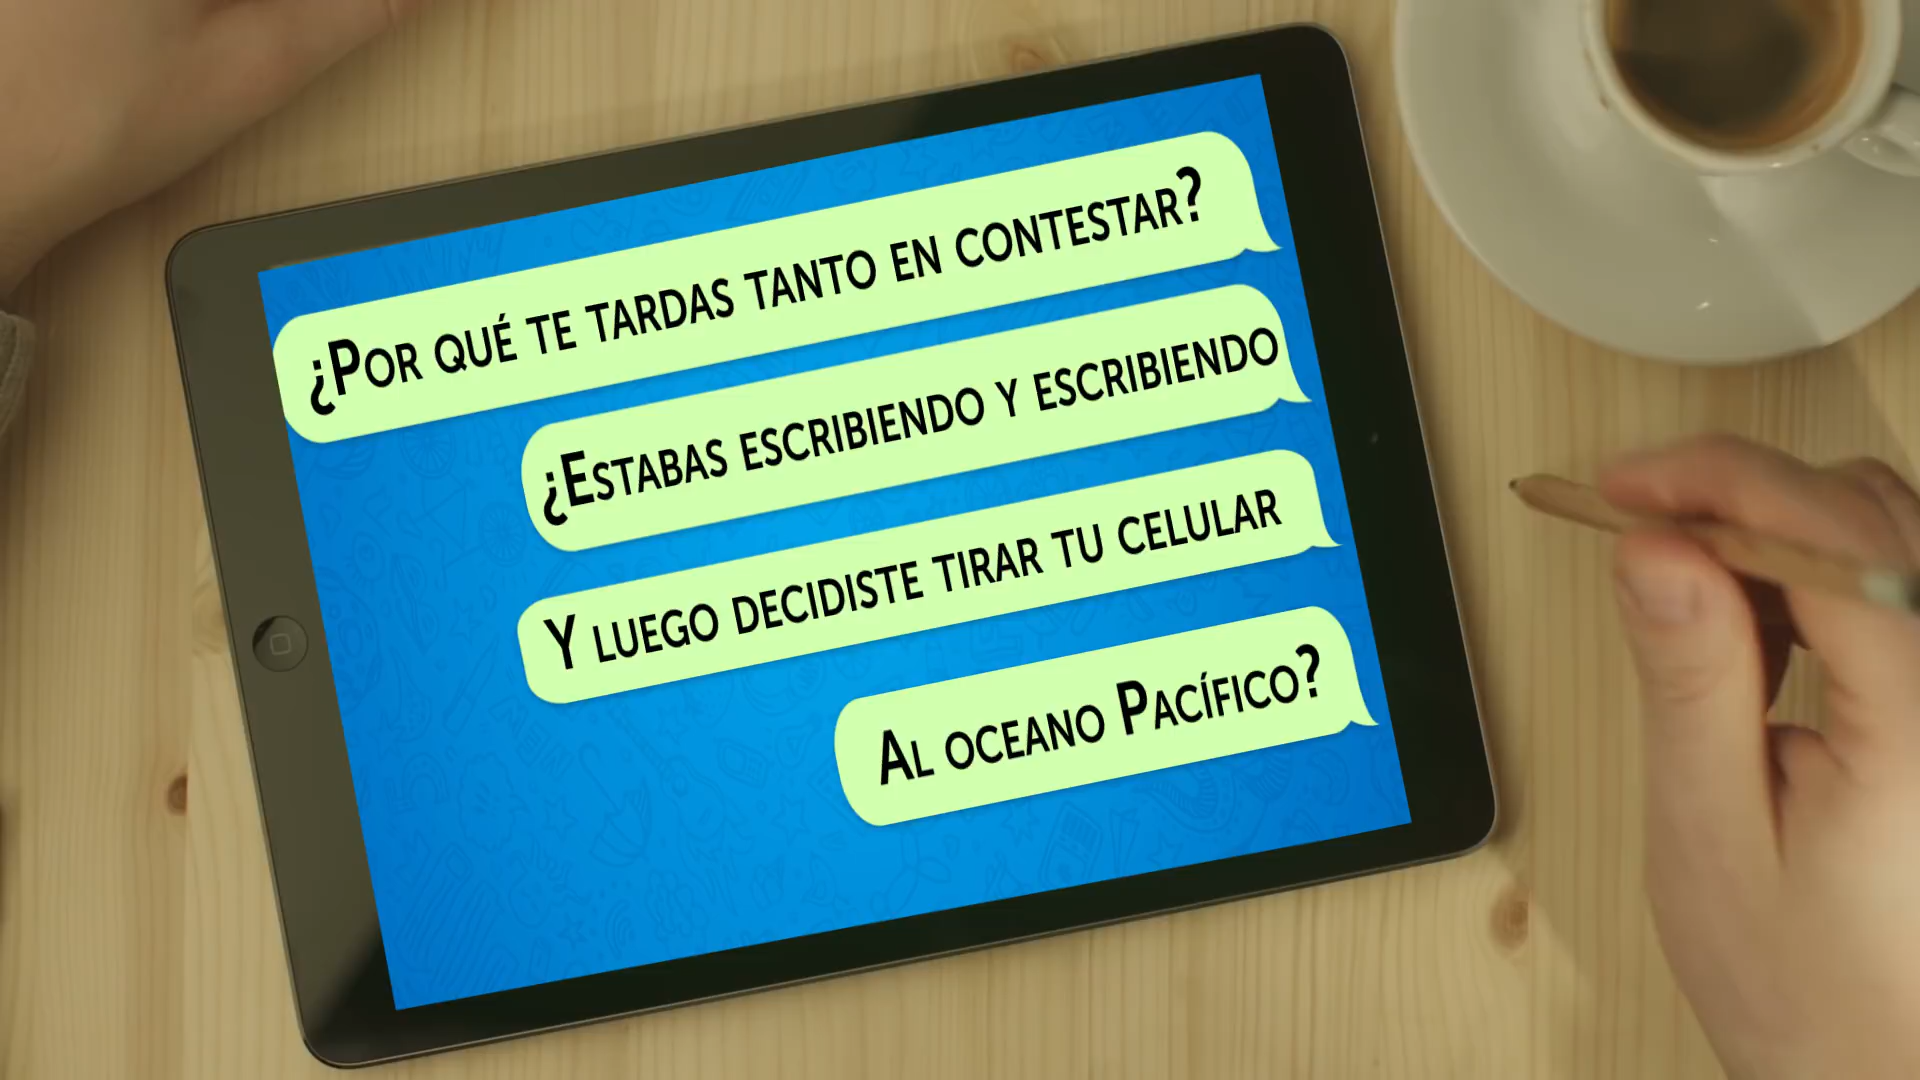 ¿Por qué te tardas tanto en contestar?
¿Estabas escribiendo y escribiendo
Y luego decidiste tirar tu celular
Al oceano Pacífico?